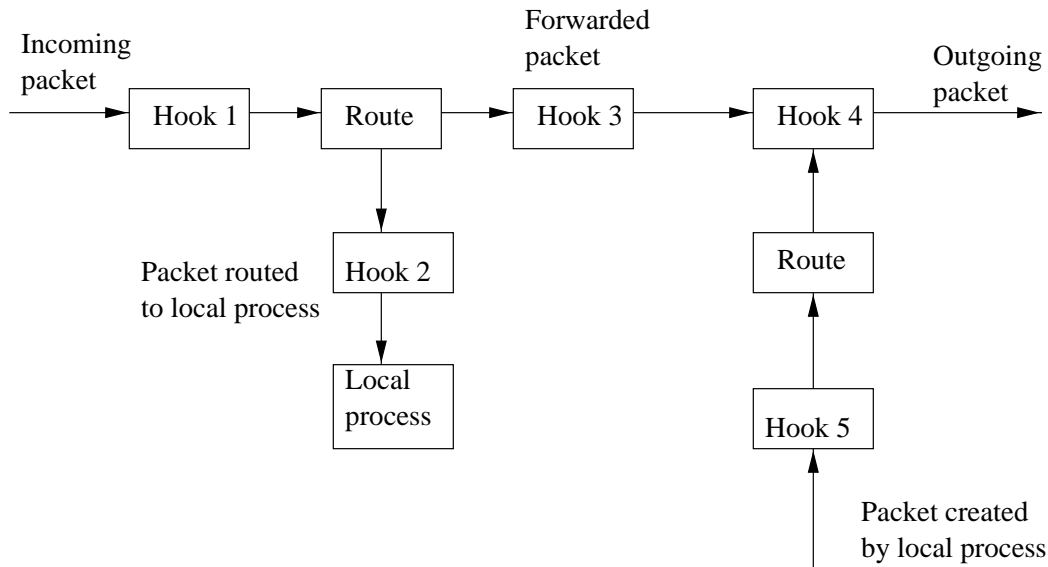 Incoming
packet
Forwarded
packet
Outgoing
packet
Hook 1
Route
Hook 3
Hook 4
Packet routed
to local process
Hook 2
Route
Local
process
Hook 5
Packet created
by local process